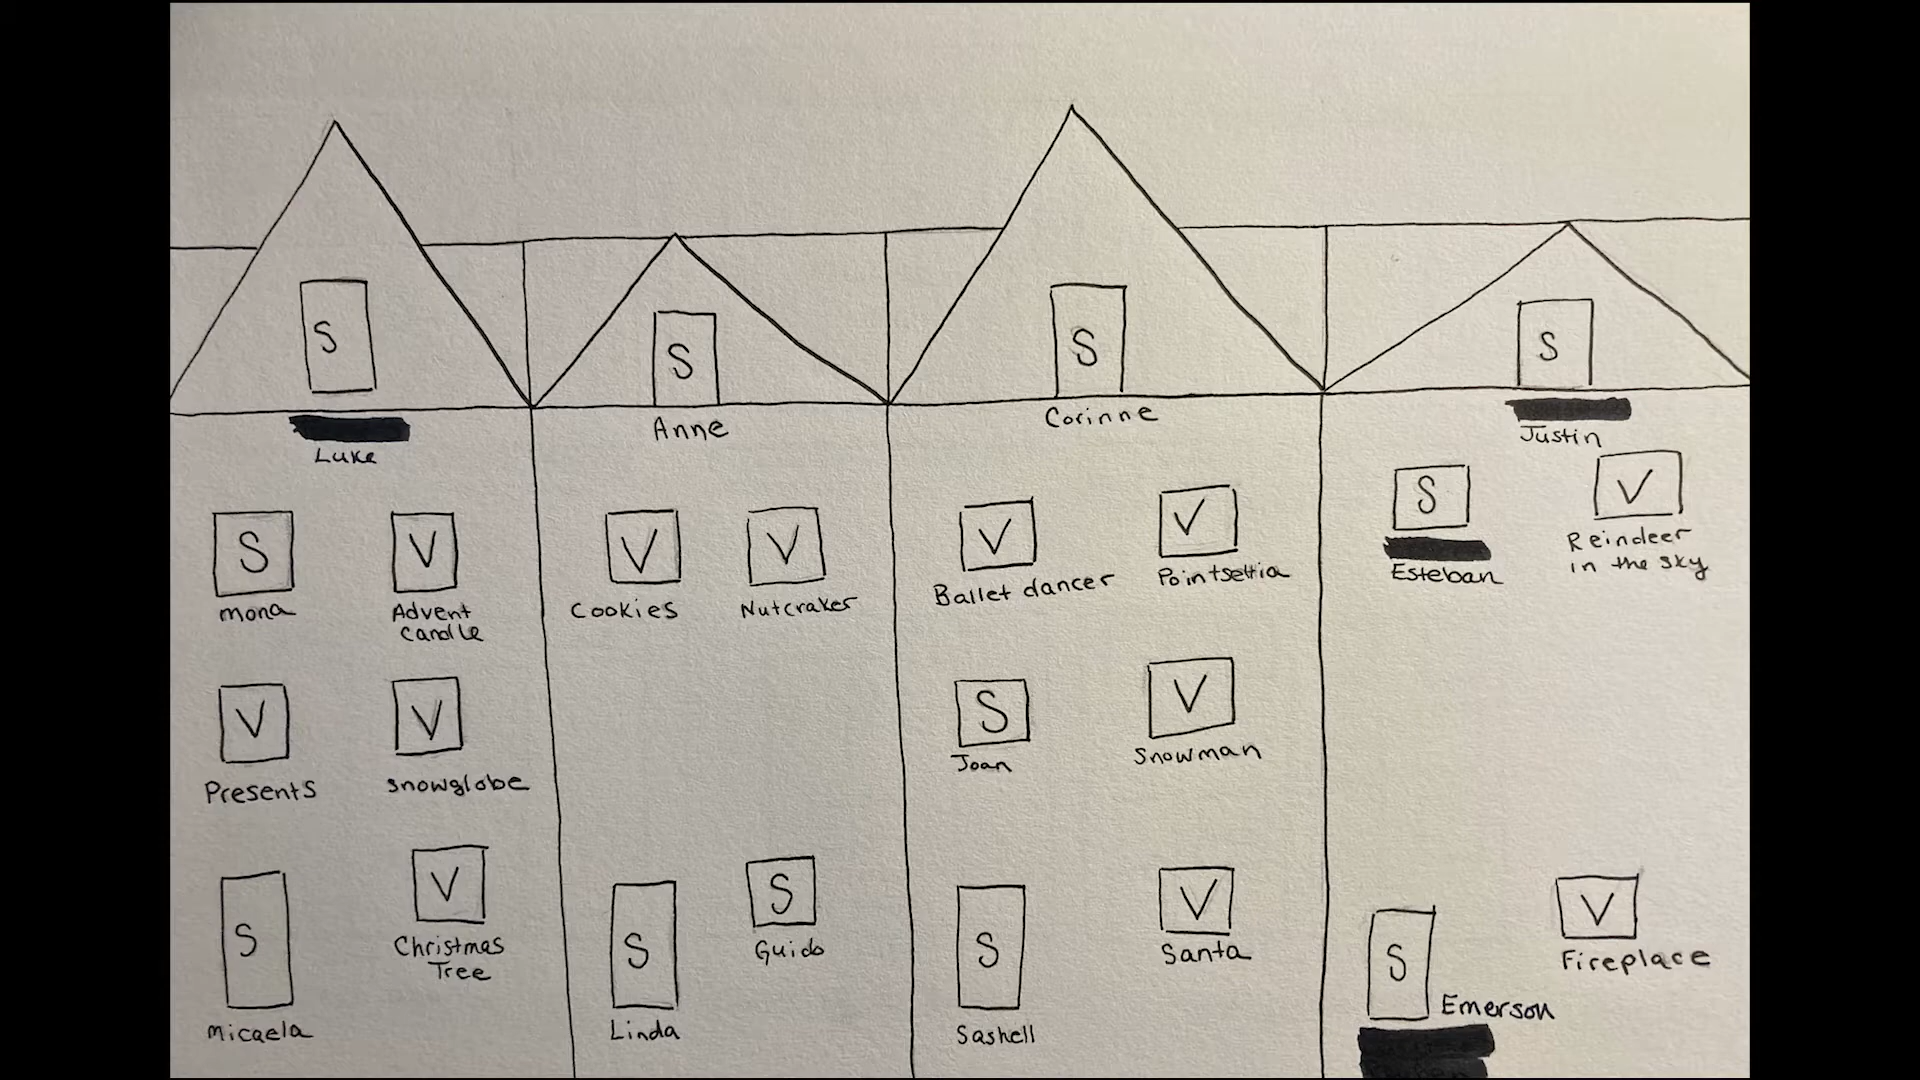 S
S
S
S
Luke
Anne
Corinne
Justin
S
V
V
V
V
V
S
V
mona
Advent
candle
Cookies
Nutcraker
Ballet dancer
Pointsettia
Esteban
Reindeer
in the sky
V
V
S
V
Presents
snowglobe
Joan
Snowman
S
V
S
S
S
V
S
V
Micaela
Christmas
Tree
Linda
Guido
Sashell
Santa
Emerson
Fireplace